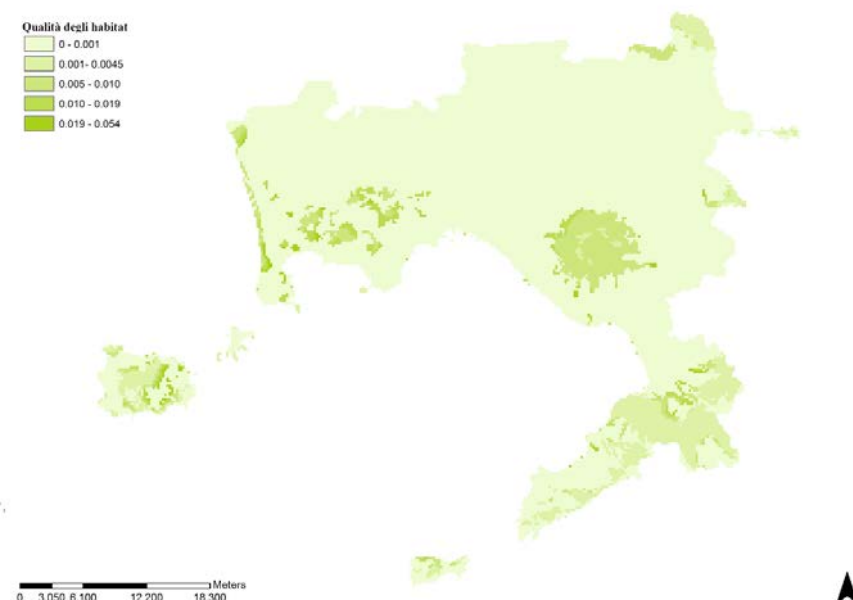 Qualità degli habitat
0 - 0.001
0.001- 0.0045
0.005 - 0.010
0.010 - 0.019
0.019 - 0.054
Meters
0 3.050 6.100 12.200 18.300